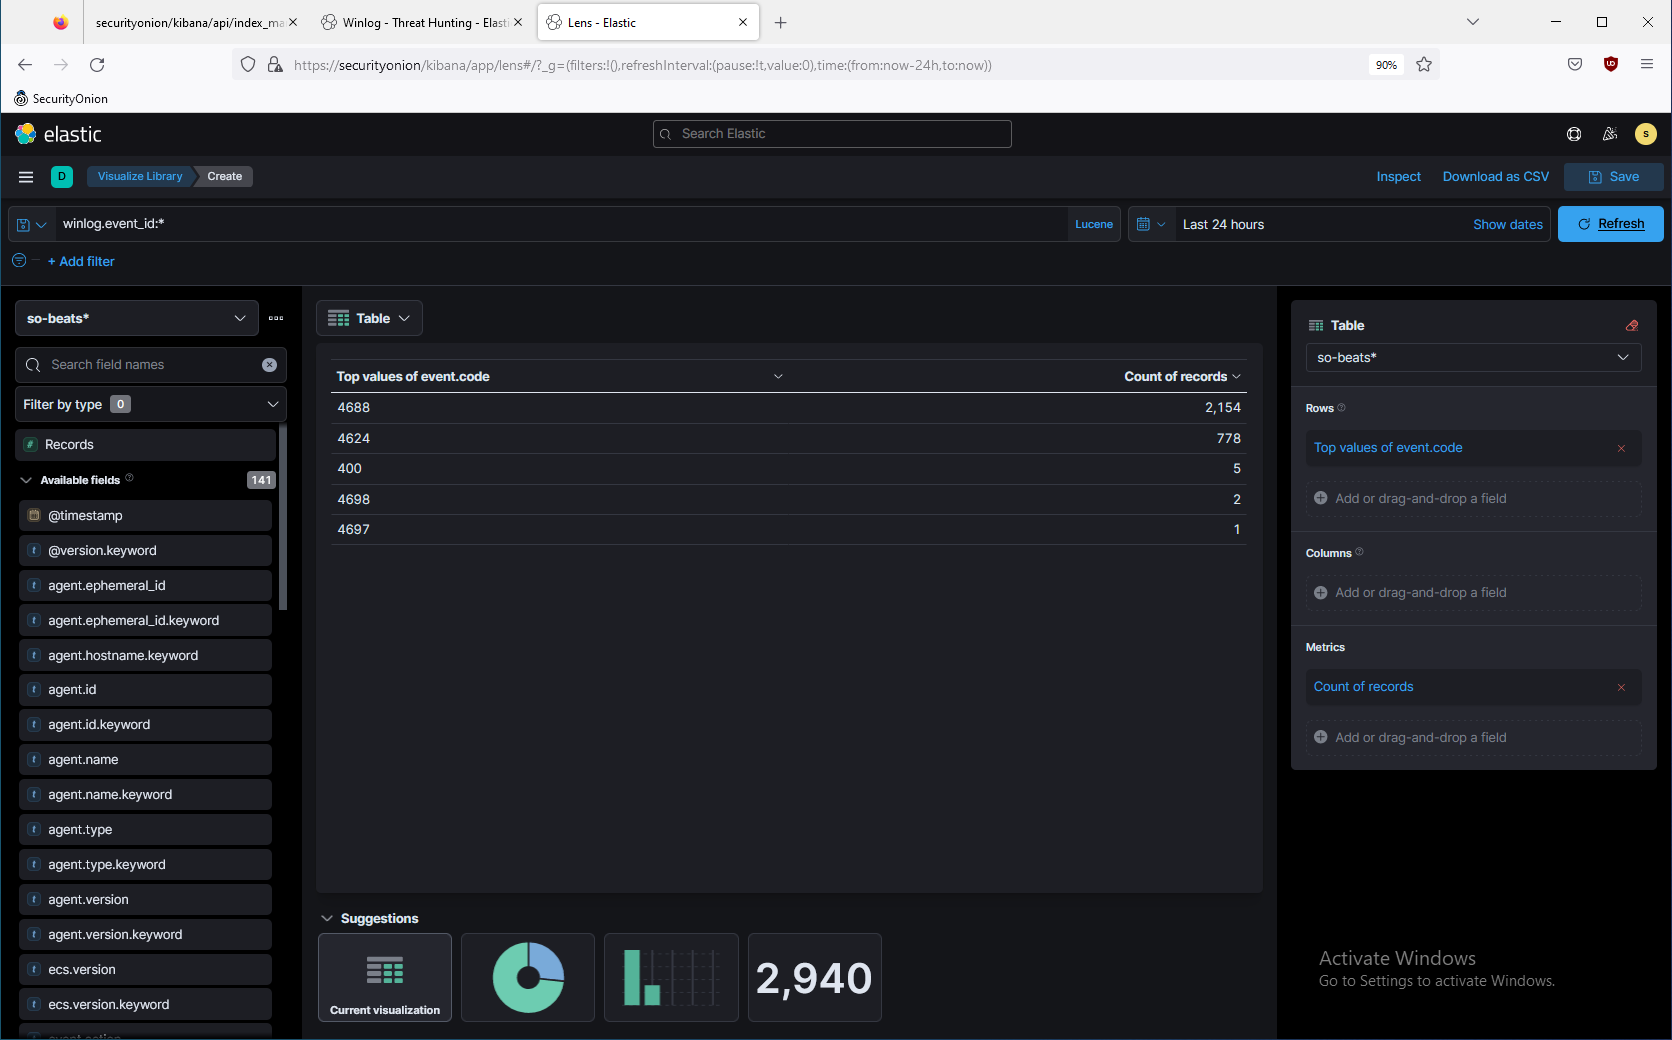 securityonion/kibana/api/index_ma
Winlog - Threat Hunting - Elasti
Lens - Elastic
https://securityonion/kibana/app/lens#/?_g=(filters:!(),refreshInterval:(pause:!t,value:0),time:(from:now-24h,to:now))
90%
SecurityOnion
elastic
Search Elastic
s
D
Visualize Library
Create
Inspect
Download as CSV
Save
winlog.event_id:*
Lucene
Last 24 hours
Show dates
Refresh
+ Add filter
so-beats*
Search field names
Filter by type 0
# Records
Available fields 141
@timestamp
t @version.keyword
t agent.ephemeral_id
t agent.ephemeral_id.keyword
t agent.hostname.keyword
t agent.id
t agent.id.keyword
t agent.name
t agent.name.keyword
t agent.type
t agent.type.keyword
t agent.version
t agent.version.keyword
t ecs.version
t ecs.version.keyword
Table
Top values of event.code Count of records
4688 2,154
4624 778
400 5
4698 2
4697 1
Suggestions
Current visualization
2,940
Table
so-beats*
Rows
Top values of event.code
Add or drag-and-drop a field
Columns
Add or drag-and-drop a field
Metrics
Count of records
Add or drag-and-drop a field
Activate Windows
Go to Settings to activate Windows.